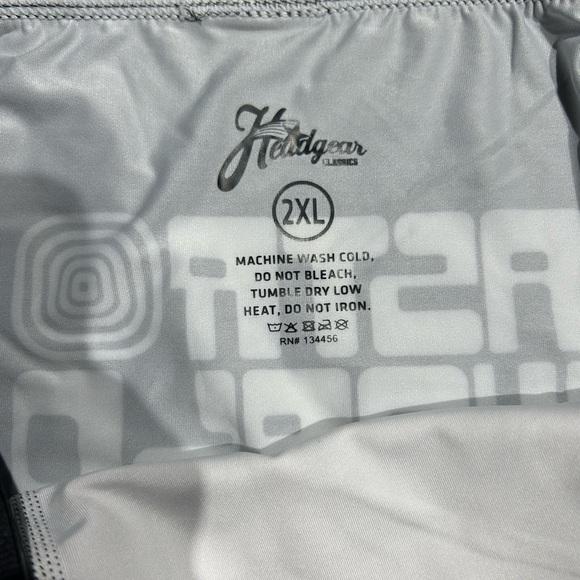 Headgear
CLASSICS
2XL
MACHINE WASH COLD,
DO NOT BLEACH,
TUMBLE DRY LOW
HEAT, DO NOT IRON.
RN# 134456